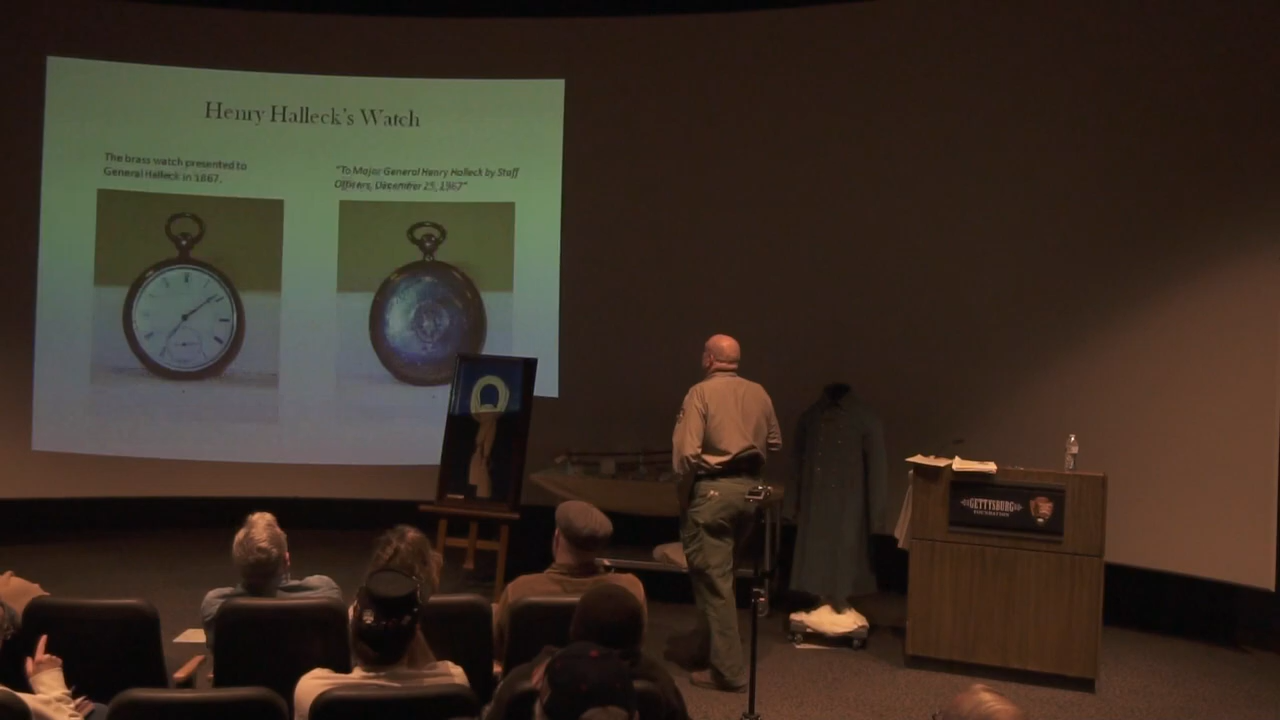 Henry Halleck's Watch
The brass watch presented to
General Halleck in 1867.
"To Major General Henry Halleck by Staff
Officers, December 25, 1867"
GETTYSBURG
FOUNDATION